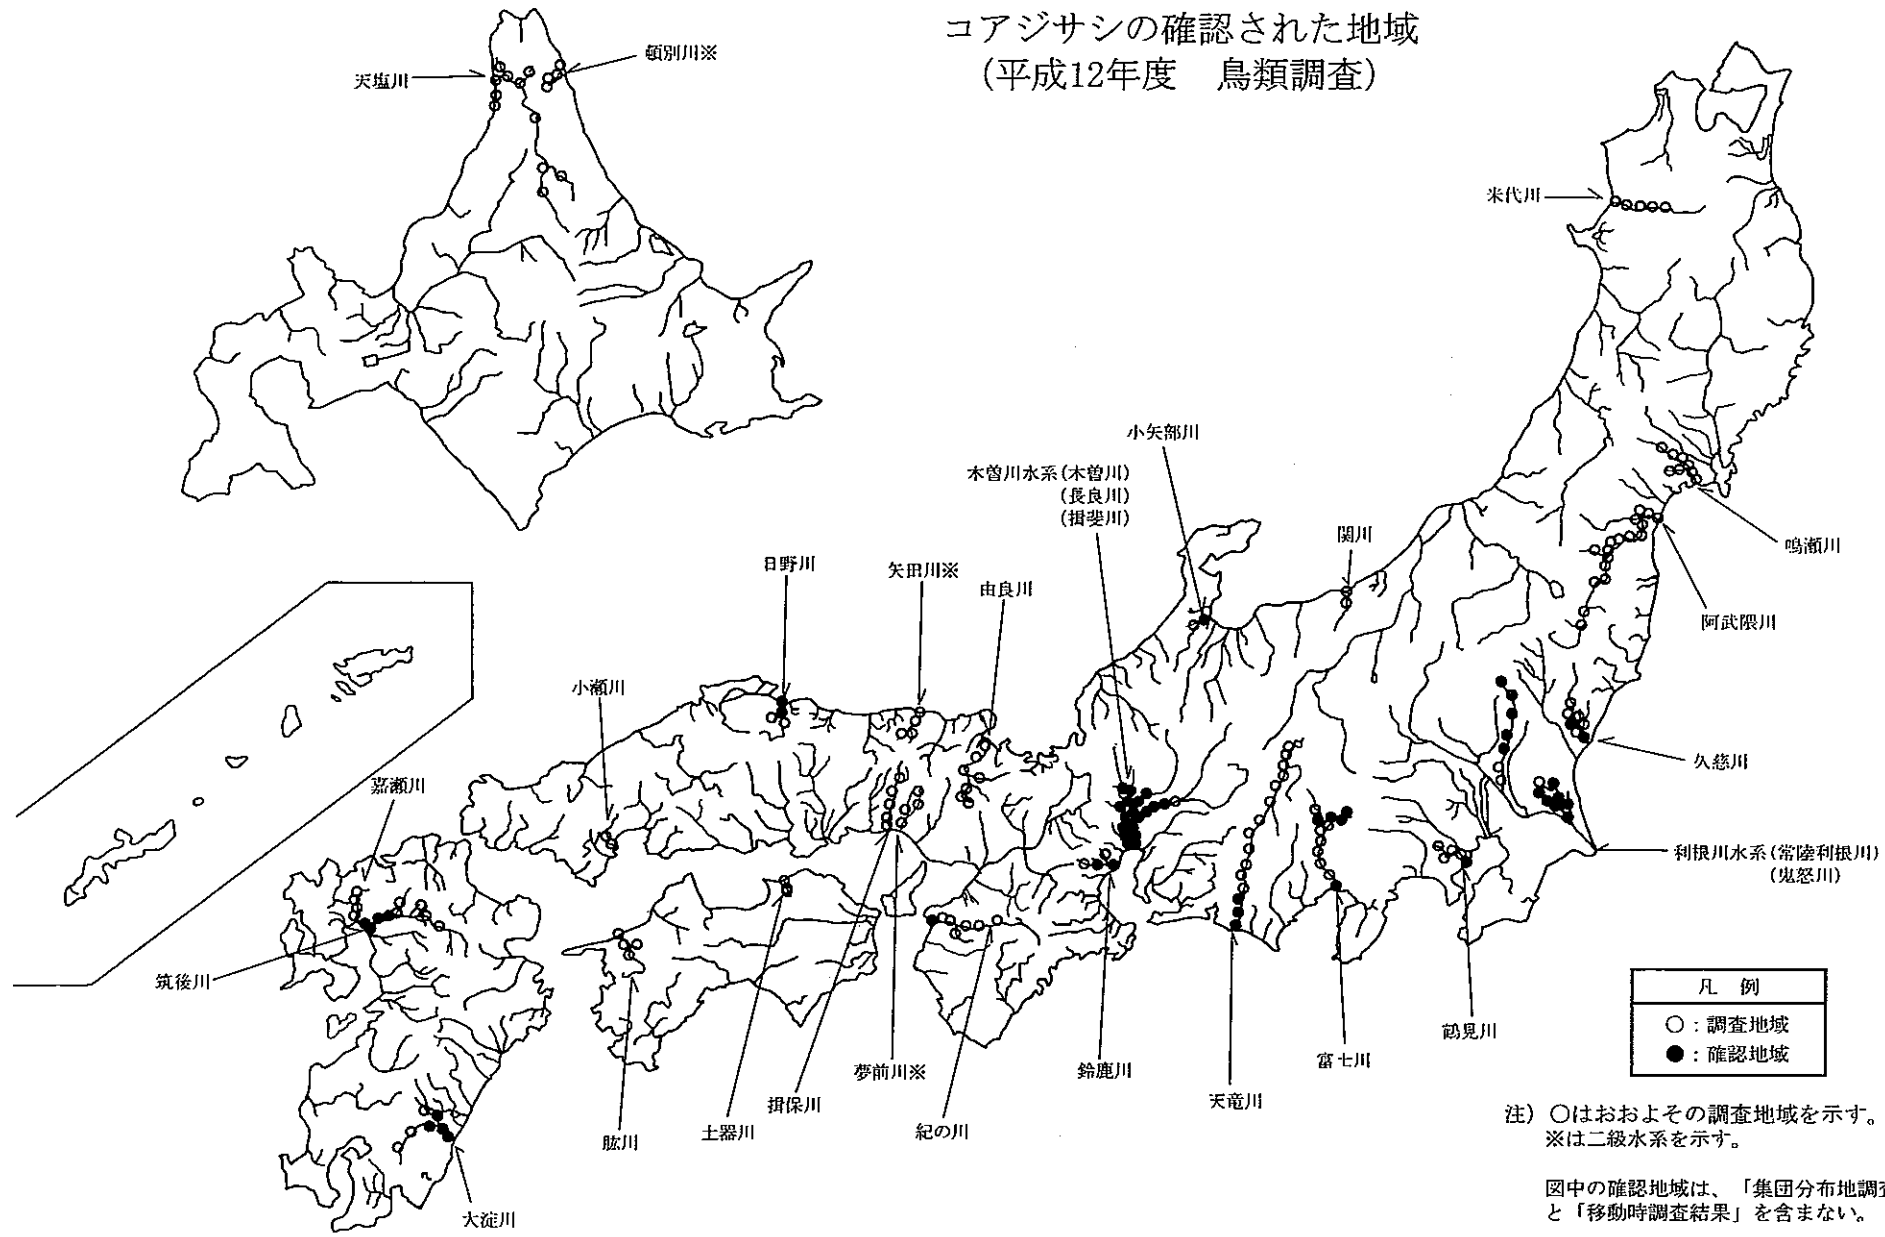 コアジサシの確認された地域
(平成12年度 鳥類調査)
頓別川※
天塩川
米代川
小矢部川
木曽川水系(木曽川)
(長良川)
(揖斐川)
関川
鳴瀬川
日野川
矢田川※
由良川
阿武隈川
小瀬川
久慈川
嘉瀬川
利根川水系(常陸利根川)
(鬼怒川)
筑後川
凡 例
○:調査地域
●:確認地域
鶴見川
富士川
鈴鹿川
夢前川※
天竜川
揖保川
土器川
紀の川
肱川
大淀川
注)○はおおよその調査地域を示す。
※は二級水系を示す。
図中の確認地域は、「集団分布地調査
と「移動時調査結果」を含まない。